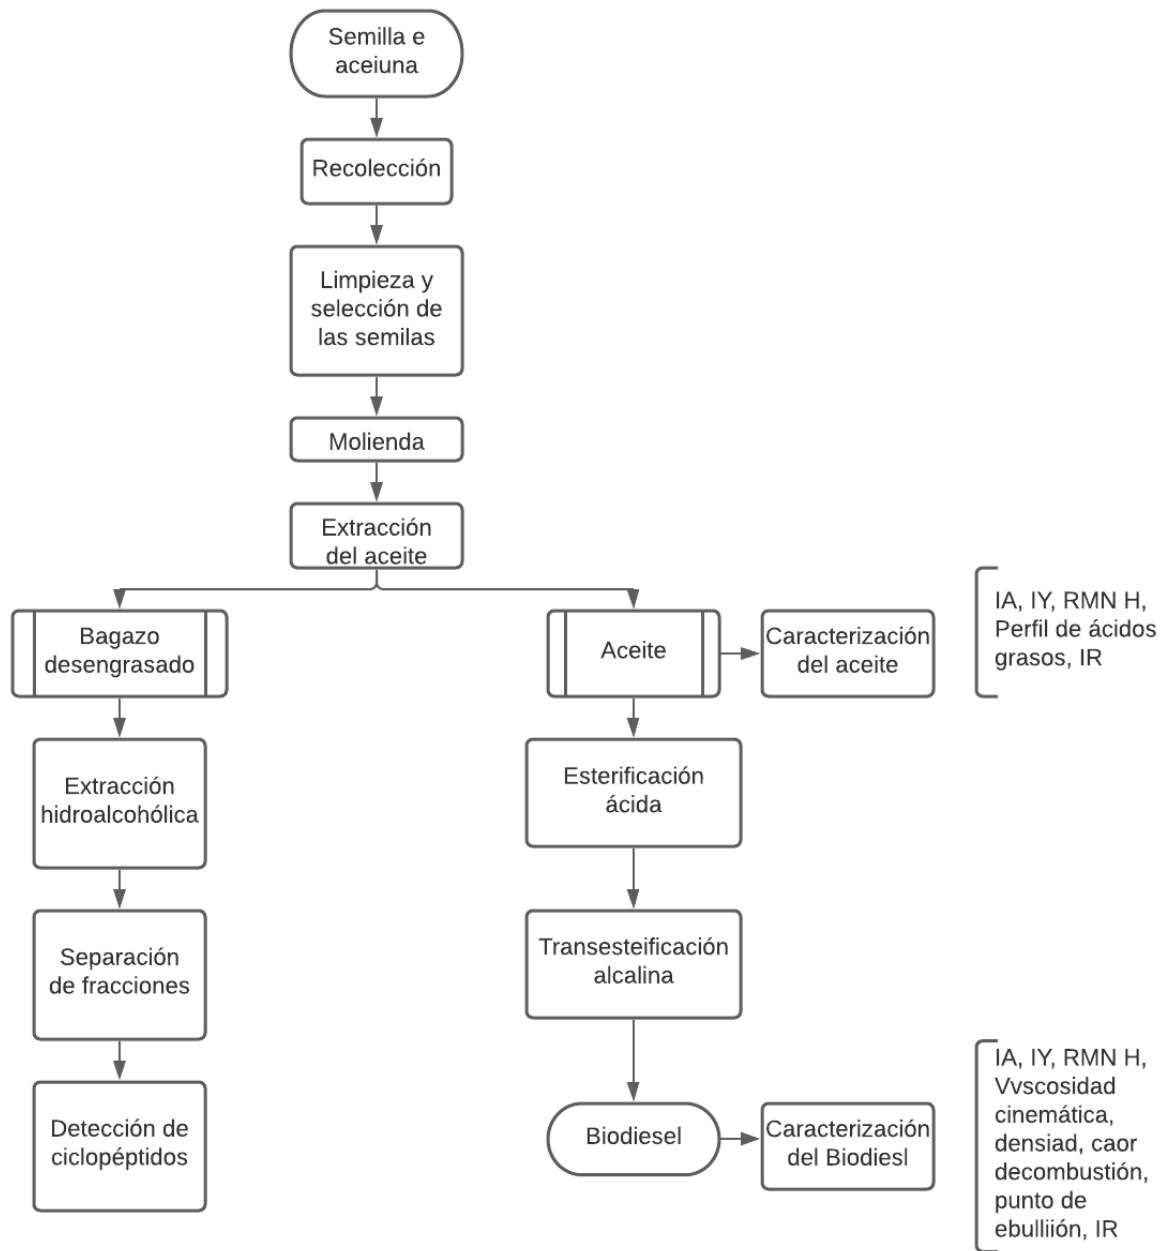 Semilla e
aceiuna
Recolección
Limpieza y
selección de
las semilas
Molienda
Extracción
del aceite
Bagazo
desengrasado
Aceite
Caracterización
del aceite
IA, IY, RMN H,
Perfil de ácidos
grasos, IR
Extracción
hidroalcohólica
Esterificación
ácida
Separación
de fracciones
Transesteificación
alcalina
Detección de
ciclopéptidos
Biodiesel
Caracterización
del Biodiesl
IA, IY, RMN H,
Vvscosidad
cinemática,
densiad, caor
decombustión,
punto de
ebulliión, IR